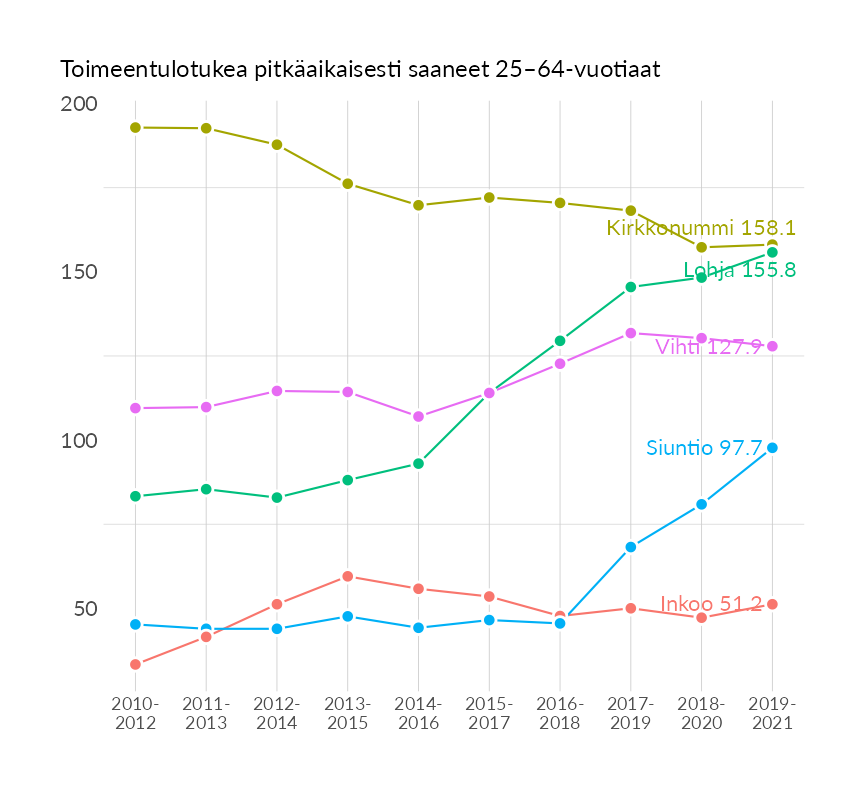 Toimeentulotukea pitkäaikaisesti saaneet 25–64-vuotiaat
200
150
100
50
Kirkkonummi 158.1
Lohja 155.8
Vihti 127.9
Siuntio 97.7
Inkoo 51.2
2010- 2011- 2012- 2013- 2014- 2015- 2016- 2017- 2018- 2019-
2012 2013 2014 2015 2016 2017 2018 2019 2020 2021